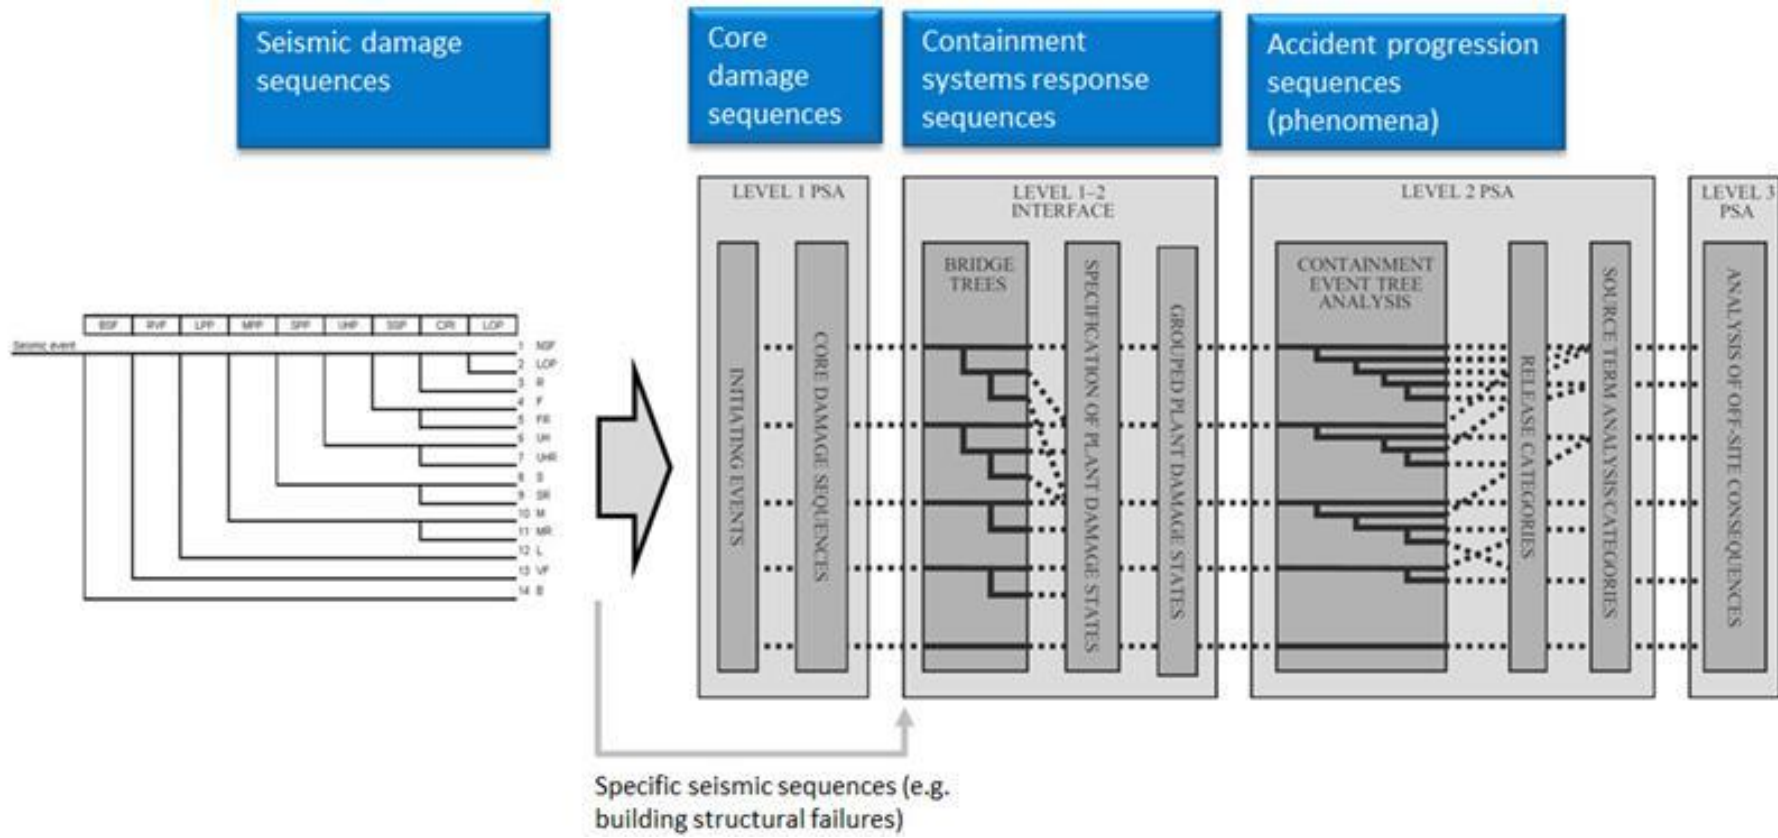 Seismic damage
sequences
Core
damage
sequences
Containment
systems response
sequences
Accident progression
sequences
(phenomena)
LEVEL 1 PSA
LEVEL 1–2
INTERFACE
LEVEL 2 PSA
LEVEL 3
PSA
INITIATING EVENTS
CORE DAMAGE SEQUENCES
BRIDGE
TREES
SPECIFICATION OF PLANT DAMAGE STATES
GROUPED PLANT DAMAGE STATES
CONTAINMENT
EVENT TREE
ANALYSIS
RELEASE CATEGORIES
SOURCE TERM ANALYSIS CATEGORIES
ANALYSIS OF OFF-SITE CONSEQUENCES
BSF RVF LPP MPP SPP UHP SSP CIRI LOP
Seismic event
1 NSF
2 LOP
3 R
4 F
5 FR
6 UH
7 UHR
8 S
9 SR
10 M
11 MR
12 L
13 VF
14 B
Specific seismic sequences (e.g.
building structural failures)